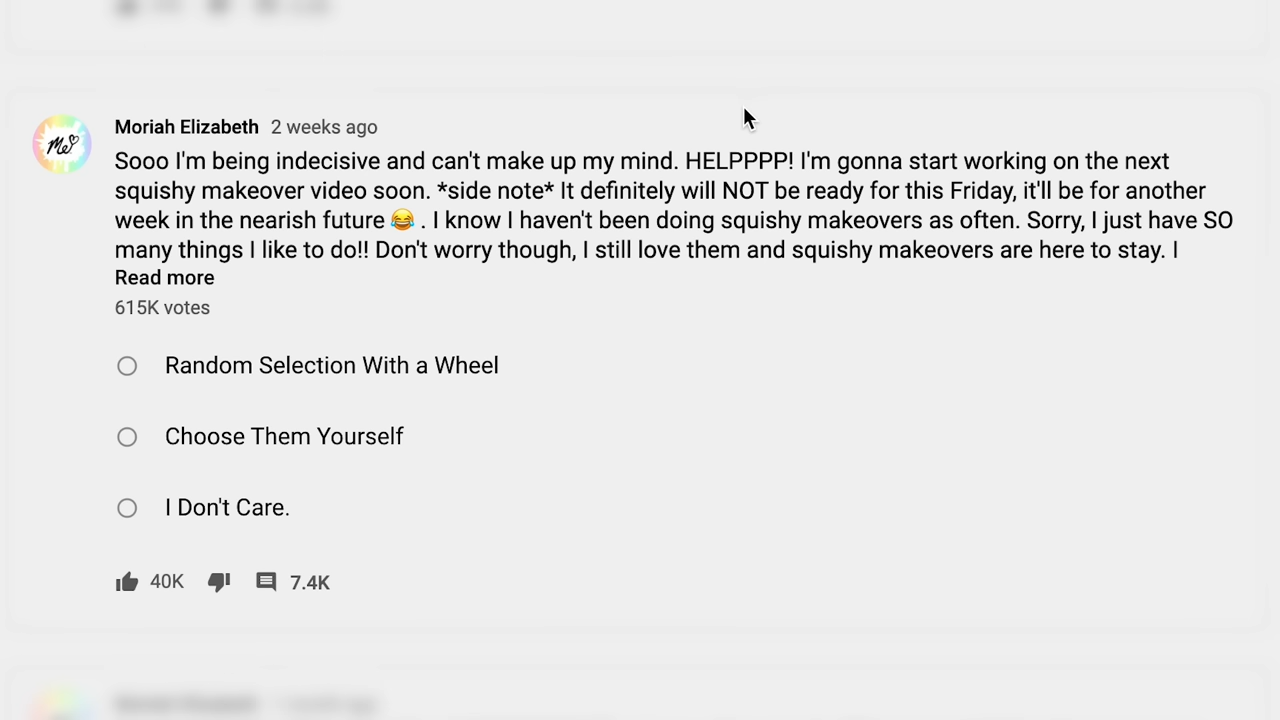 Me
Moriah Elizabeth 2 weeks ago
Sooo I'm being indecisive and can't make up my mind. HELPPPP! I'm gonna start working on the next
squishy makeover video soon. *side note* It definitely will NOT be ready for this Friday, it'll be for another
week in the nearish future 😂 . I know I haven't been doing squishy makeovers as often. Sorry, I just have SO
many things I like to do!! Don't worry though, I still love them and squishy makeovers are here to stay. I
Read more
615K votes
Random Selection With a Wheel
Choose Them Yourself
I Don't Care.
40K 7.4K